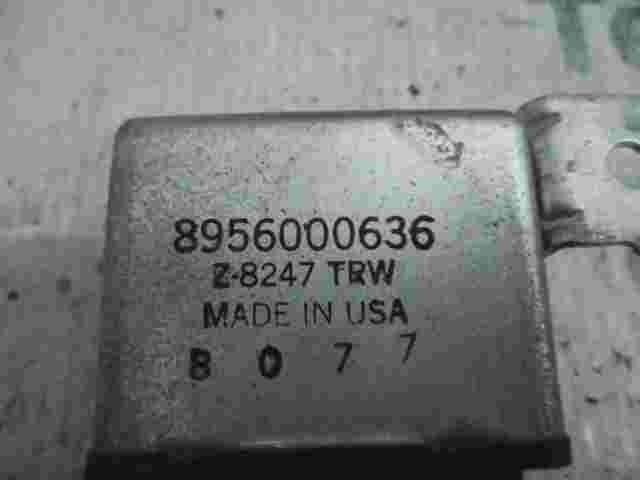 8956000636
Z-8247 TRW
MADE IN USA
8 0 7 7